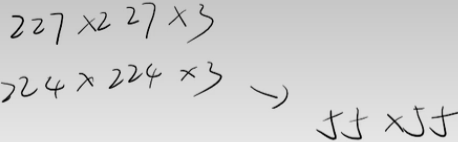 227 × 227 × 3
224 × 224 × 3 →
55 × 55